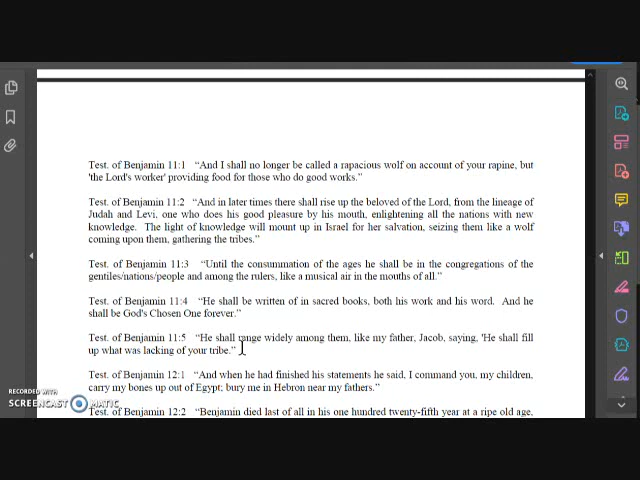 Test. of Benjamin 11:1 “And I shall no longer be called a rapacious wolf on account of your rapine, but
'the Lord's worker' providing food for those who do good works.”
Test. of Benjamin 11:2 “And in later times there shall rise up the beloved of the Lord, from the lineage of
Judah and Levi, one who does his good pleasure by his mouth, enlightening all the nations with new
knowledge. The light of knowledge will mount up in Israel for her salvation, seizing them like a wolf
coming upon them, gathering the tribes.”
Test. of Benjamin 11:3 “Until the consummation of the ages he shall be in the congregations of the
gentiles/nations/people and among the rulers, like a musical air in the mouths of all.”
Test. of Benjamin 11:4 “He shall be written of in sacred books, both his work and his word. And he
shall be God's Chosen One forever.”
Test. of Benjamin 11:5 “He shall range widely among them, like my father, Jacob, saying, 'He shall fill
up what was lacking of your tribe.”
Test. of Benjamin 12:1 “And when he had finished his statements he said, I command you, my children,
carry my bones up out of Egypt; bury me in Hebron near my fathers.”
Test. of Benjamin 12:2 “Benjamin died last of all in his one hundred twenty-fifth year at a ripe old age,
RECORDED WITH
SCREENCAST MATIC